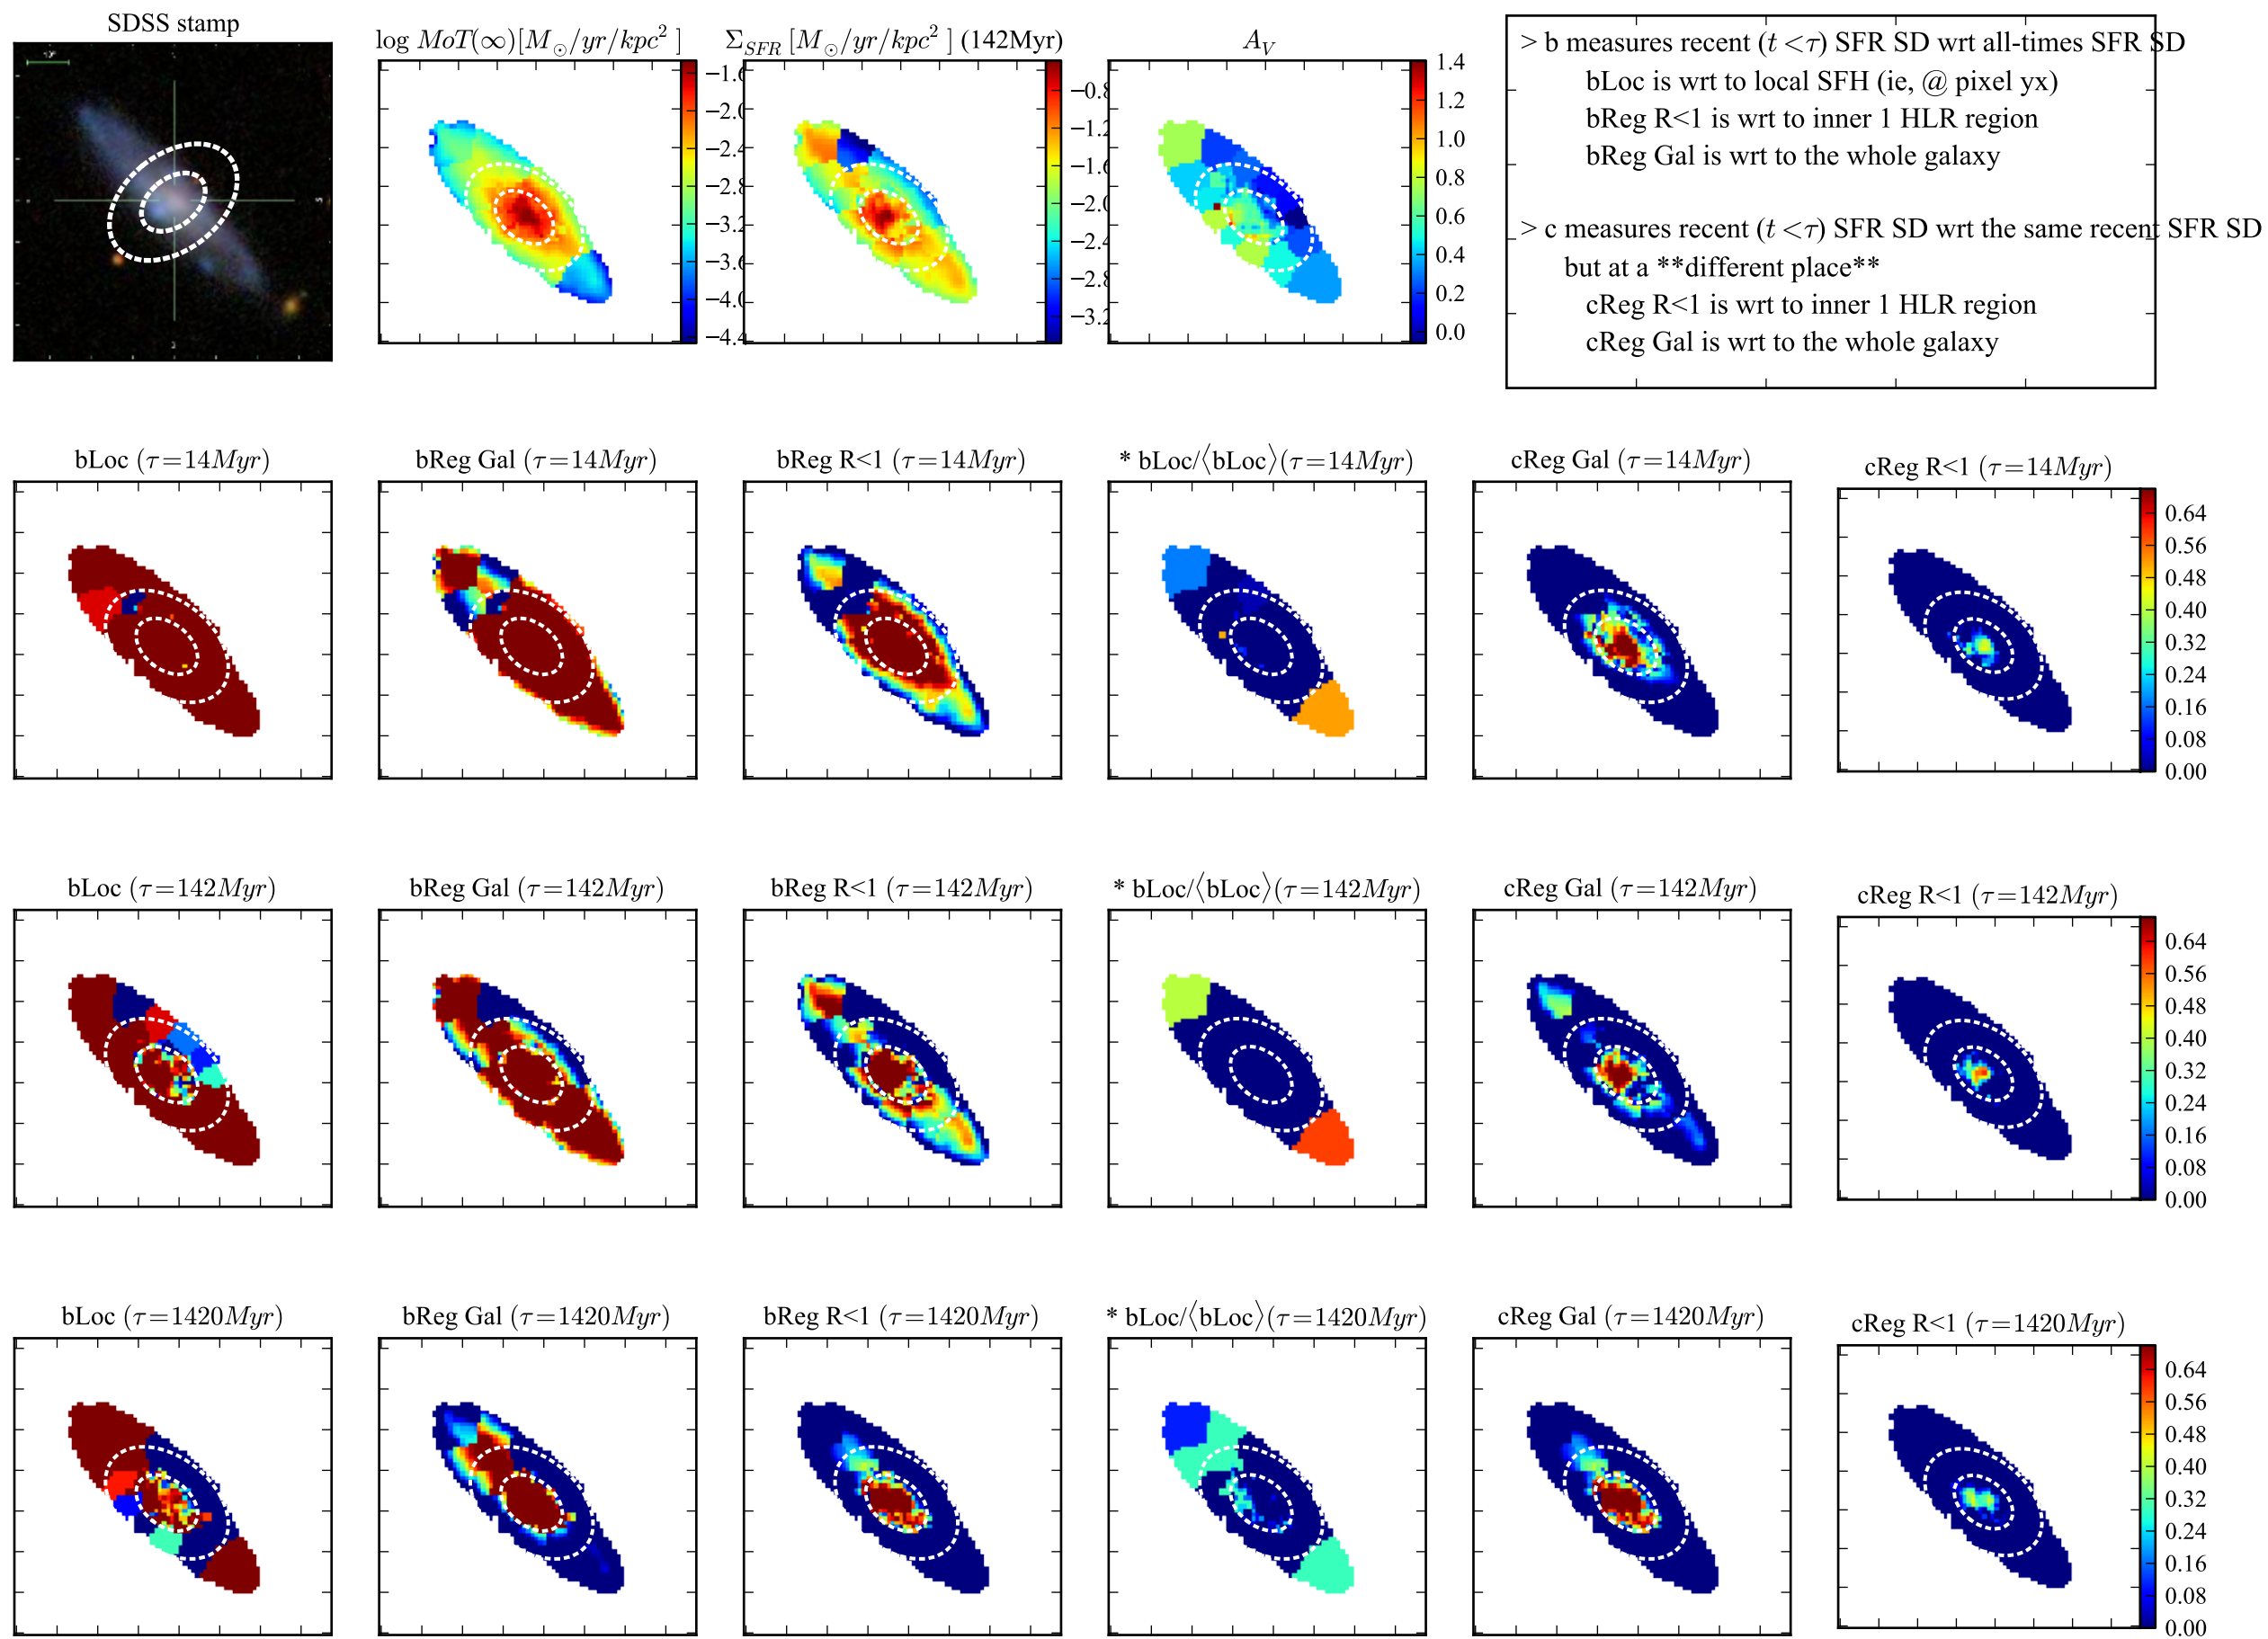 SDSS stamp
log MoT(∞)[M⊙/yr/kpc² ]
Σ_SFR [M⊙/yr/kpc² ] (142Myr)
A_V
−1.6
−2.0
−2.4
−2.8
−3.2
−3.6
−4.0
−4.4
−0.8
−1.2
−1.6
−2.0
−2.4
−2.8
−3.2
1.4
1.2
1.0
0.8
0.6
0.4
0.2
0.0
> b measures recent (t <τ) SFR SD wrt all-times SFR SD
bLoc is wrt to local SFH (ie, @ pixel yx)
bReg R<1 is wrt to inner 1 HLR region
bReg Gal is wrt to the whole galaxy
> c measures recent (t <τ) SFR SD wrt the same recent SFR SD
but at a **different place**
cReg R<1 is wrt to inner 1 HLR region
cReg Gal is wrt to the whole galaxy
bLoc (τ=14Myr)
bReg Gal (τ=14Myr)
bReg R<1 (τ=14Myr)
* bLoc/⟨bLoc⟩(τ=14Myr)
cReg Gal (τ=14Myr)
cReg R<1 (τ=14Myr)
0.64
0.56
0.48
0.40
0.32
0.24
0.16
0.08
0.00
bLoc (τ=142Myr)
bReg Gal (τ=142Myr)
bReg R<1 (τ=142Myr)
* bLoc/⟨bLoc⟩(τ=142Myr)
cReg Gal (τ=142Myr)
cReg R<1 (τ=142Myr)
0.64
0.56
0.48
0.40
0.32
0.24
0.16
0.08
0.00
bLoc (τ=1420Myr)
bReg Gal (τ=1420Myr)
bReg R<1 (τ=1420Myr)
* bLoc/⟨bLoc⟩(τ=1420Myr)
cReg Gal (τ=1420Myr)
cReg R<1 (τ=1420Myr)
0.64
0.56
0.48
0.40
0.32
0.24
0.16
0.08
0.00